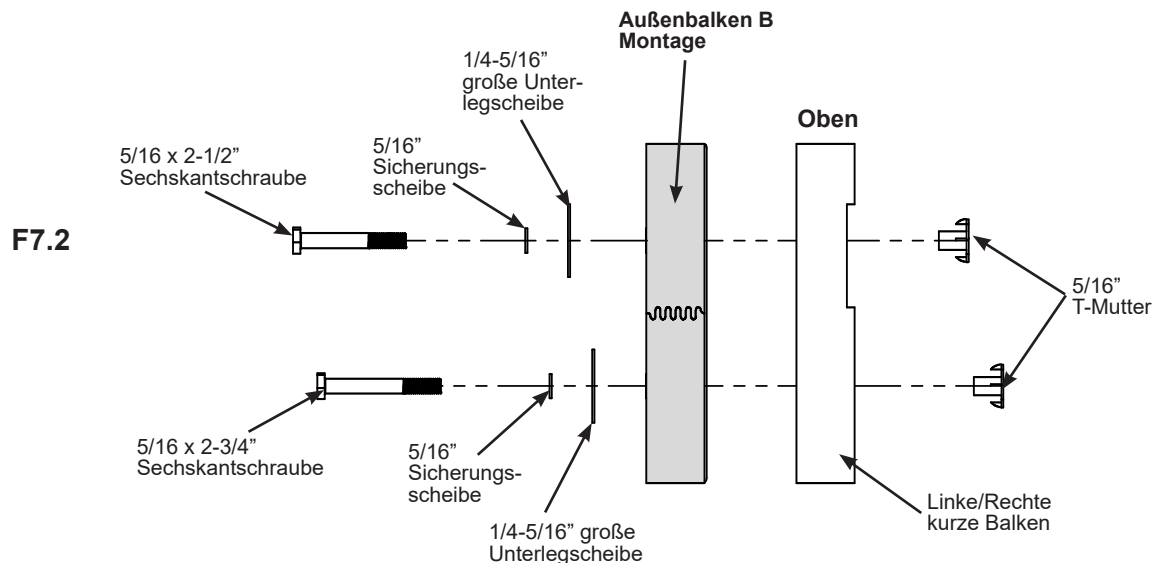 Außenbalken B
Montage
1/4-5/16”
große Unter-
legscheibe
Oben
5/16”
Sicherungs-
scheibe
5/16 x 2-1/2”
Sechskantschraube
F7.2
5/16”
T-Mutter
5/16 x 2-3/4”
Sechskantschraube
5/16”
Sicherungs-
scheibe
1/4-5/16” große
Unterlegscheibe
Linke/Rechte
kurze Balken